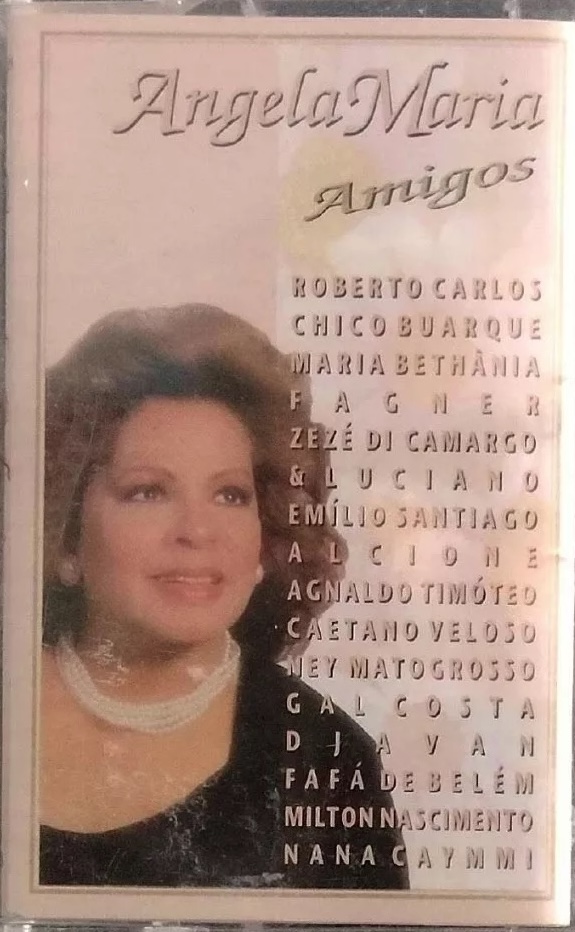 Angela Maria
Amigos
ROBERTO CARLOS
CHICO BUARQUE
MARIA BETHÂNIA
FAGNER
ZEZÉ DI CAMARGO
& LUCIANO
EMÍLIO SANTIAGO
ALCIONE
AGNALDO TIMÓTEO
CAETANO VELOSO
NEY MATOGROSSO
GAL COSTA
DJAVAN
FAFÁ DE BELÉM
MILTON NASCIMENTO
NANA CAYMMI